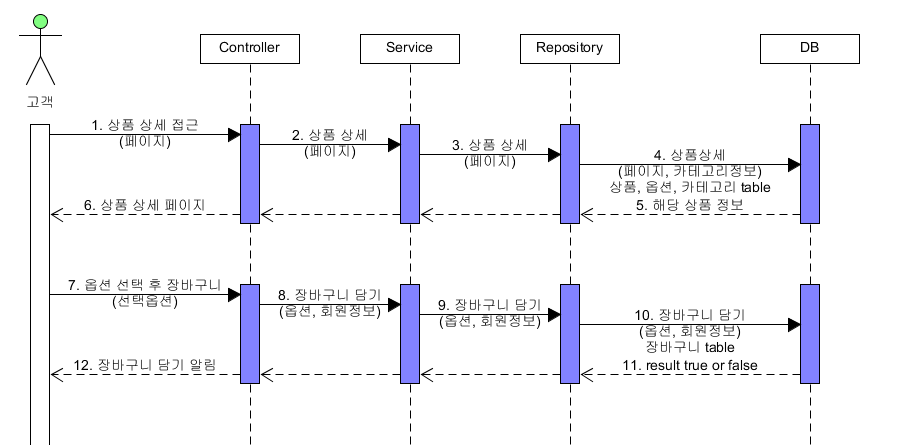 Controller
Service
Repository
DB
고객
1. 상품 상세 접근
(페이지)
2. 상품 상세
(페이지)
3. 상품 상세
(페이지)
4. 상품상세
(페이지, 카테고리정보)
상품, 옵션, 카테고리 table
5. 해당 상품 정보
6. 상품 상세 페이지
7. 옵션 선택 후 장바구니
(선택옵션)
8. 장바구니 담기
(옵션, 회원정보)
9. 장바구니 담기
(옵션, 회원정보)
10. 장바구니 담기
(옵션, 회원정보)
장바구니 table
11. result true or false
12. 장바구니 담기 알림